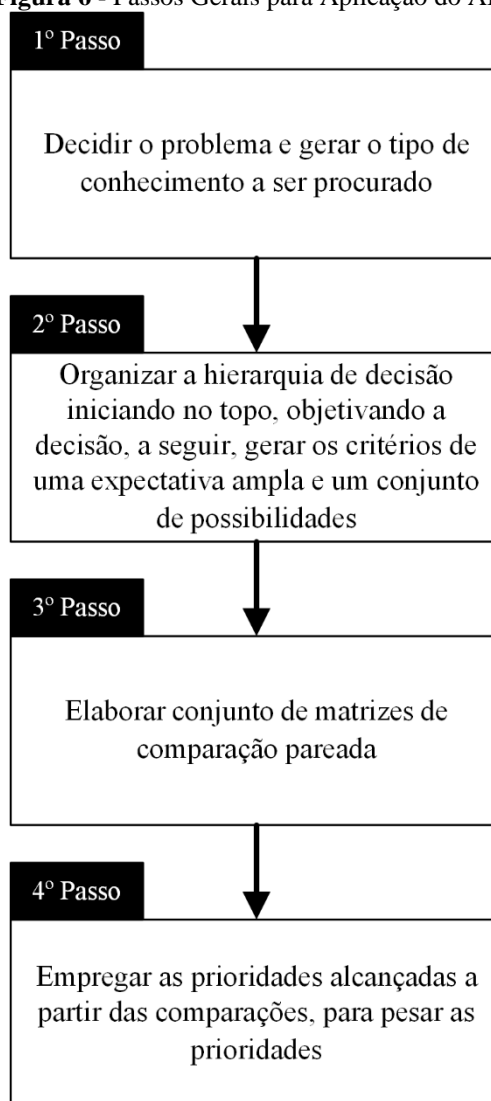 Figura 6 - Passos Gerais para Aplicação do
1º Passo
Decidir o problema e gerar o tipo de
conhecimento a ser procurado
2º Passo
Organizar a hierarquia de decisão
iniciando no topo, objetivando a
decisão, a seguir, gerar os critérios de
uma expectativa ampla e um conjunto
de possibilidades
3º Passo
Elaborar conjunto de matrizes de
comparação pareada
4º Passo
Empregar as prioridades alcançadas a
partir das comparações, para pesar as
prioridades